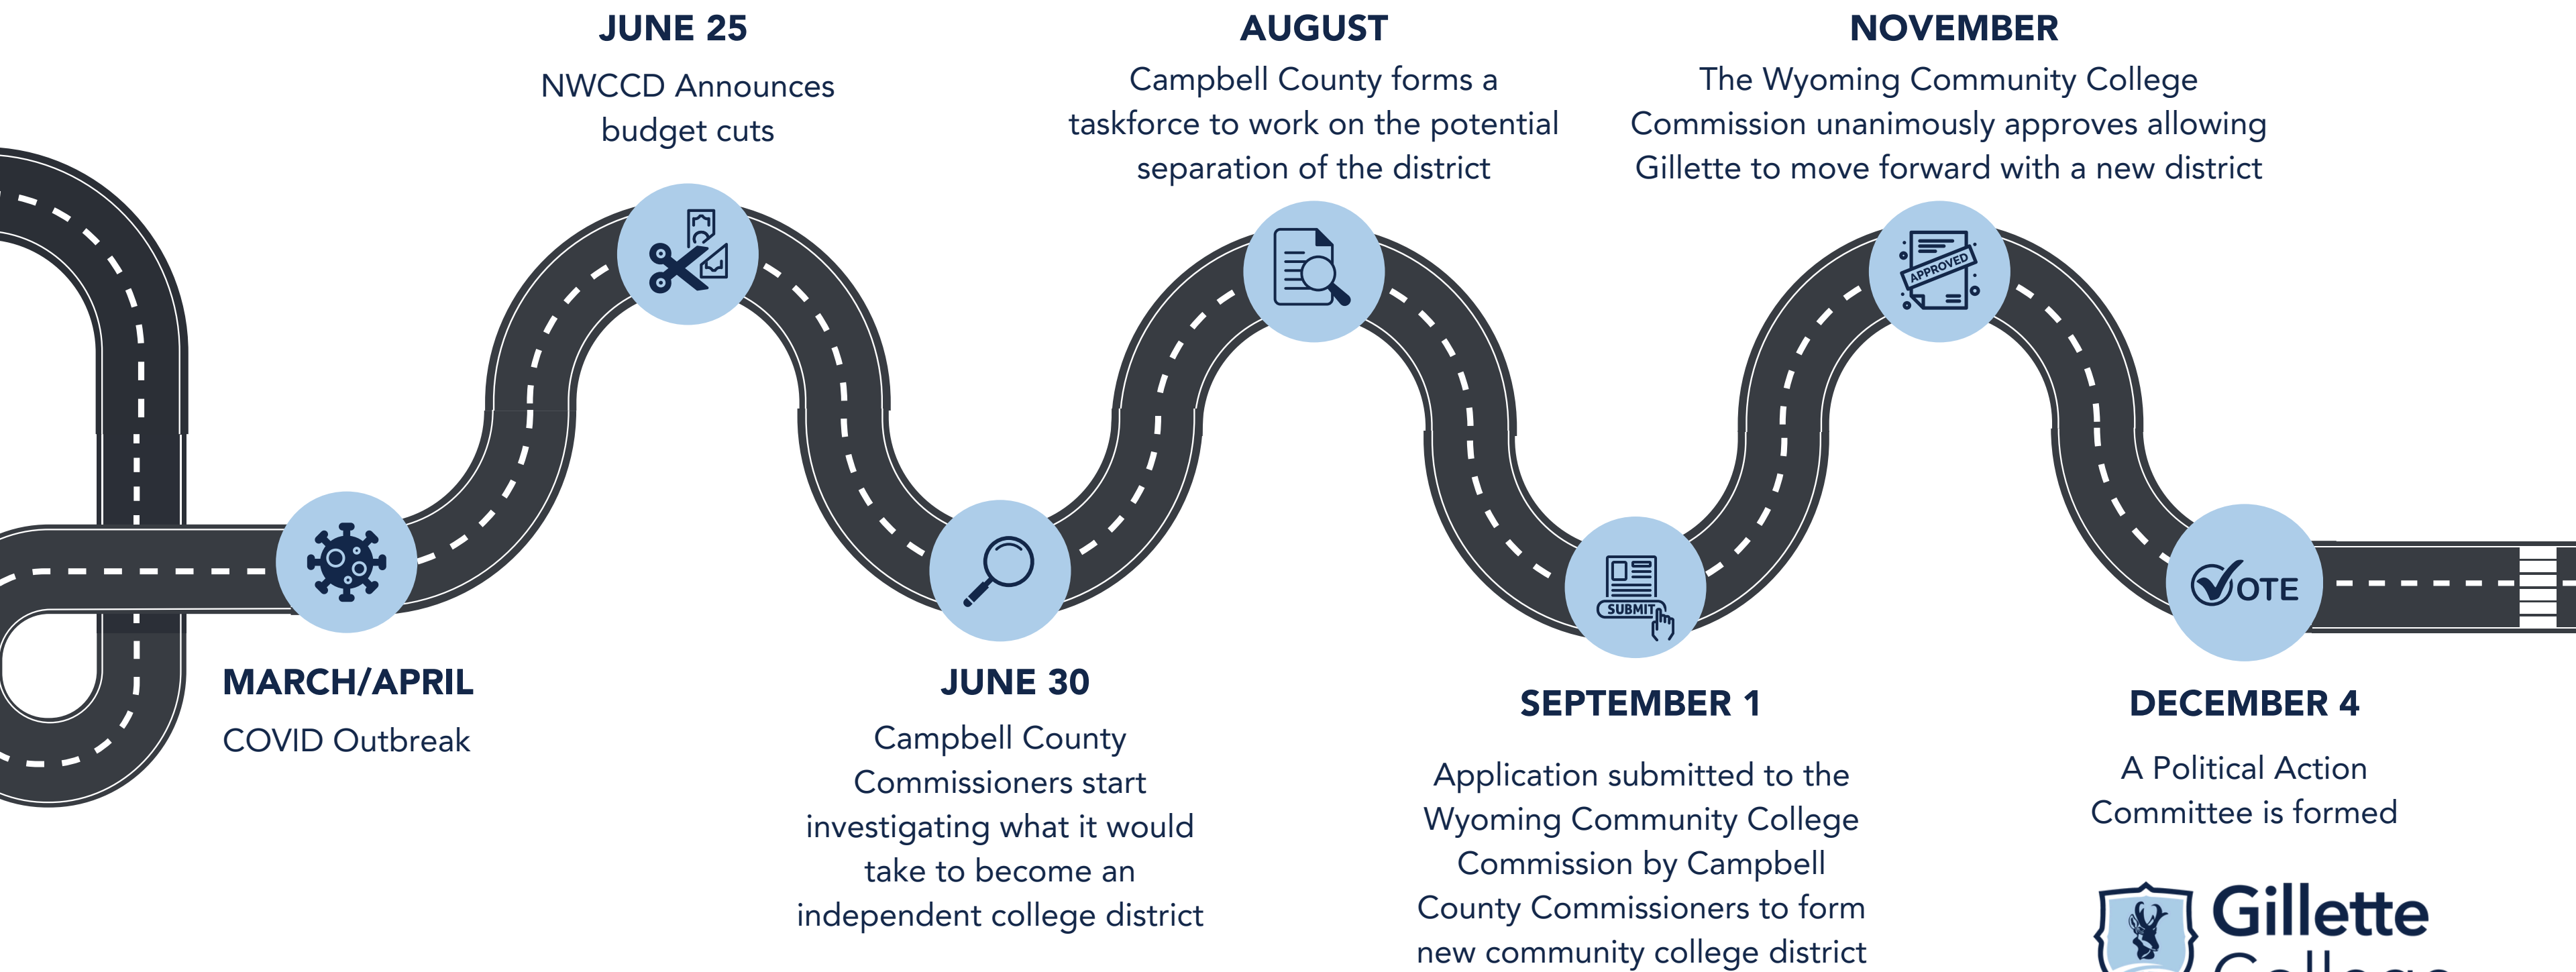 JUNE 25
NWCCD Announces
budget cuts
AUGUST
Campbell County forms a
taskforce to work on the potential
separation of the district
NOVEMBER
The Wyoming Community College
Commission unanimously approves allowing
Gillette to move forward with a new district
APPROVED
MARCH/APRIL
COVID Outbreak
JUNE 30
Campbell County
Commissioners start
investigating what it would
take to become an
independent college district
SUBMIT
SEPTEMBER 1
Application submitted to the
Wyoming Community College
Commission by Campbell
County Commissioners to form
new community college district
VOTE
DECEMBER 4
A Political Action
Committee is formed
Gillette
College